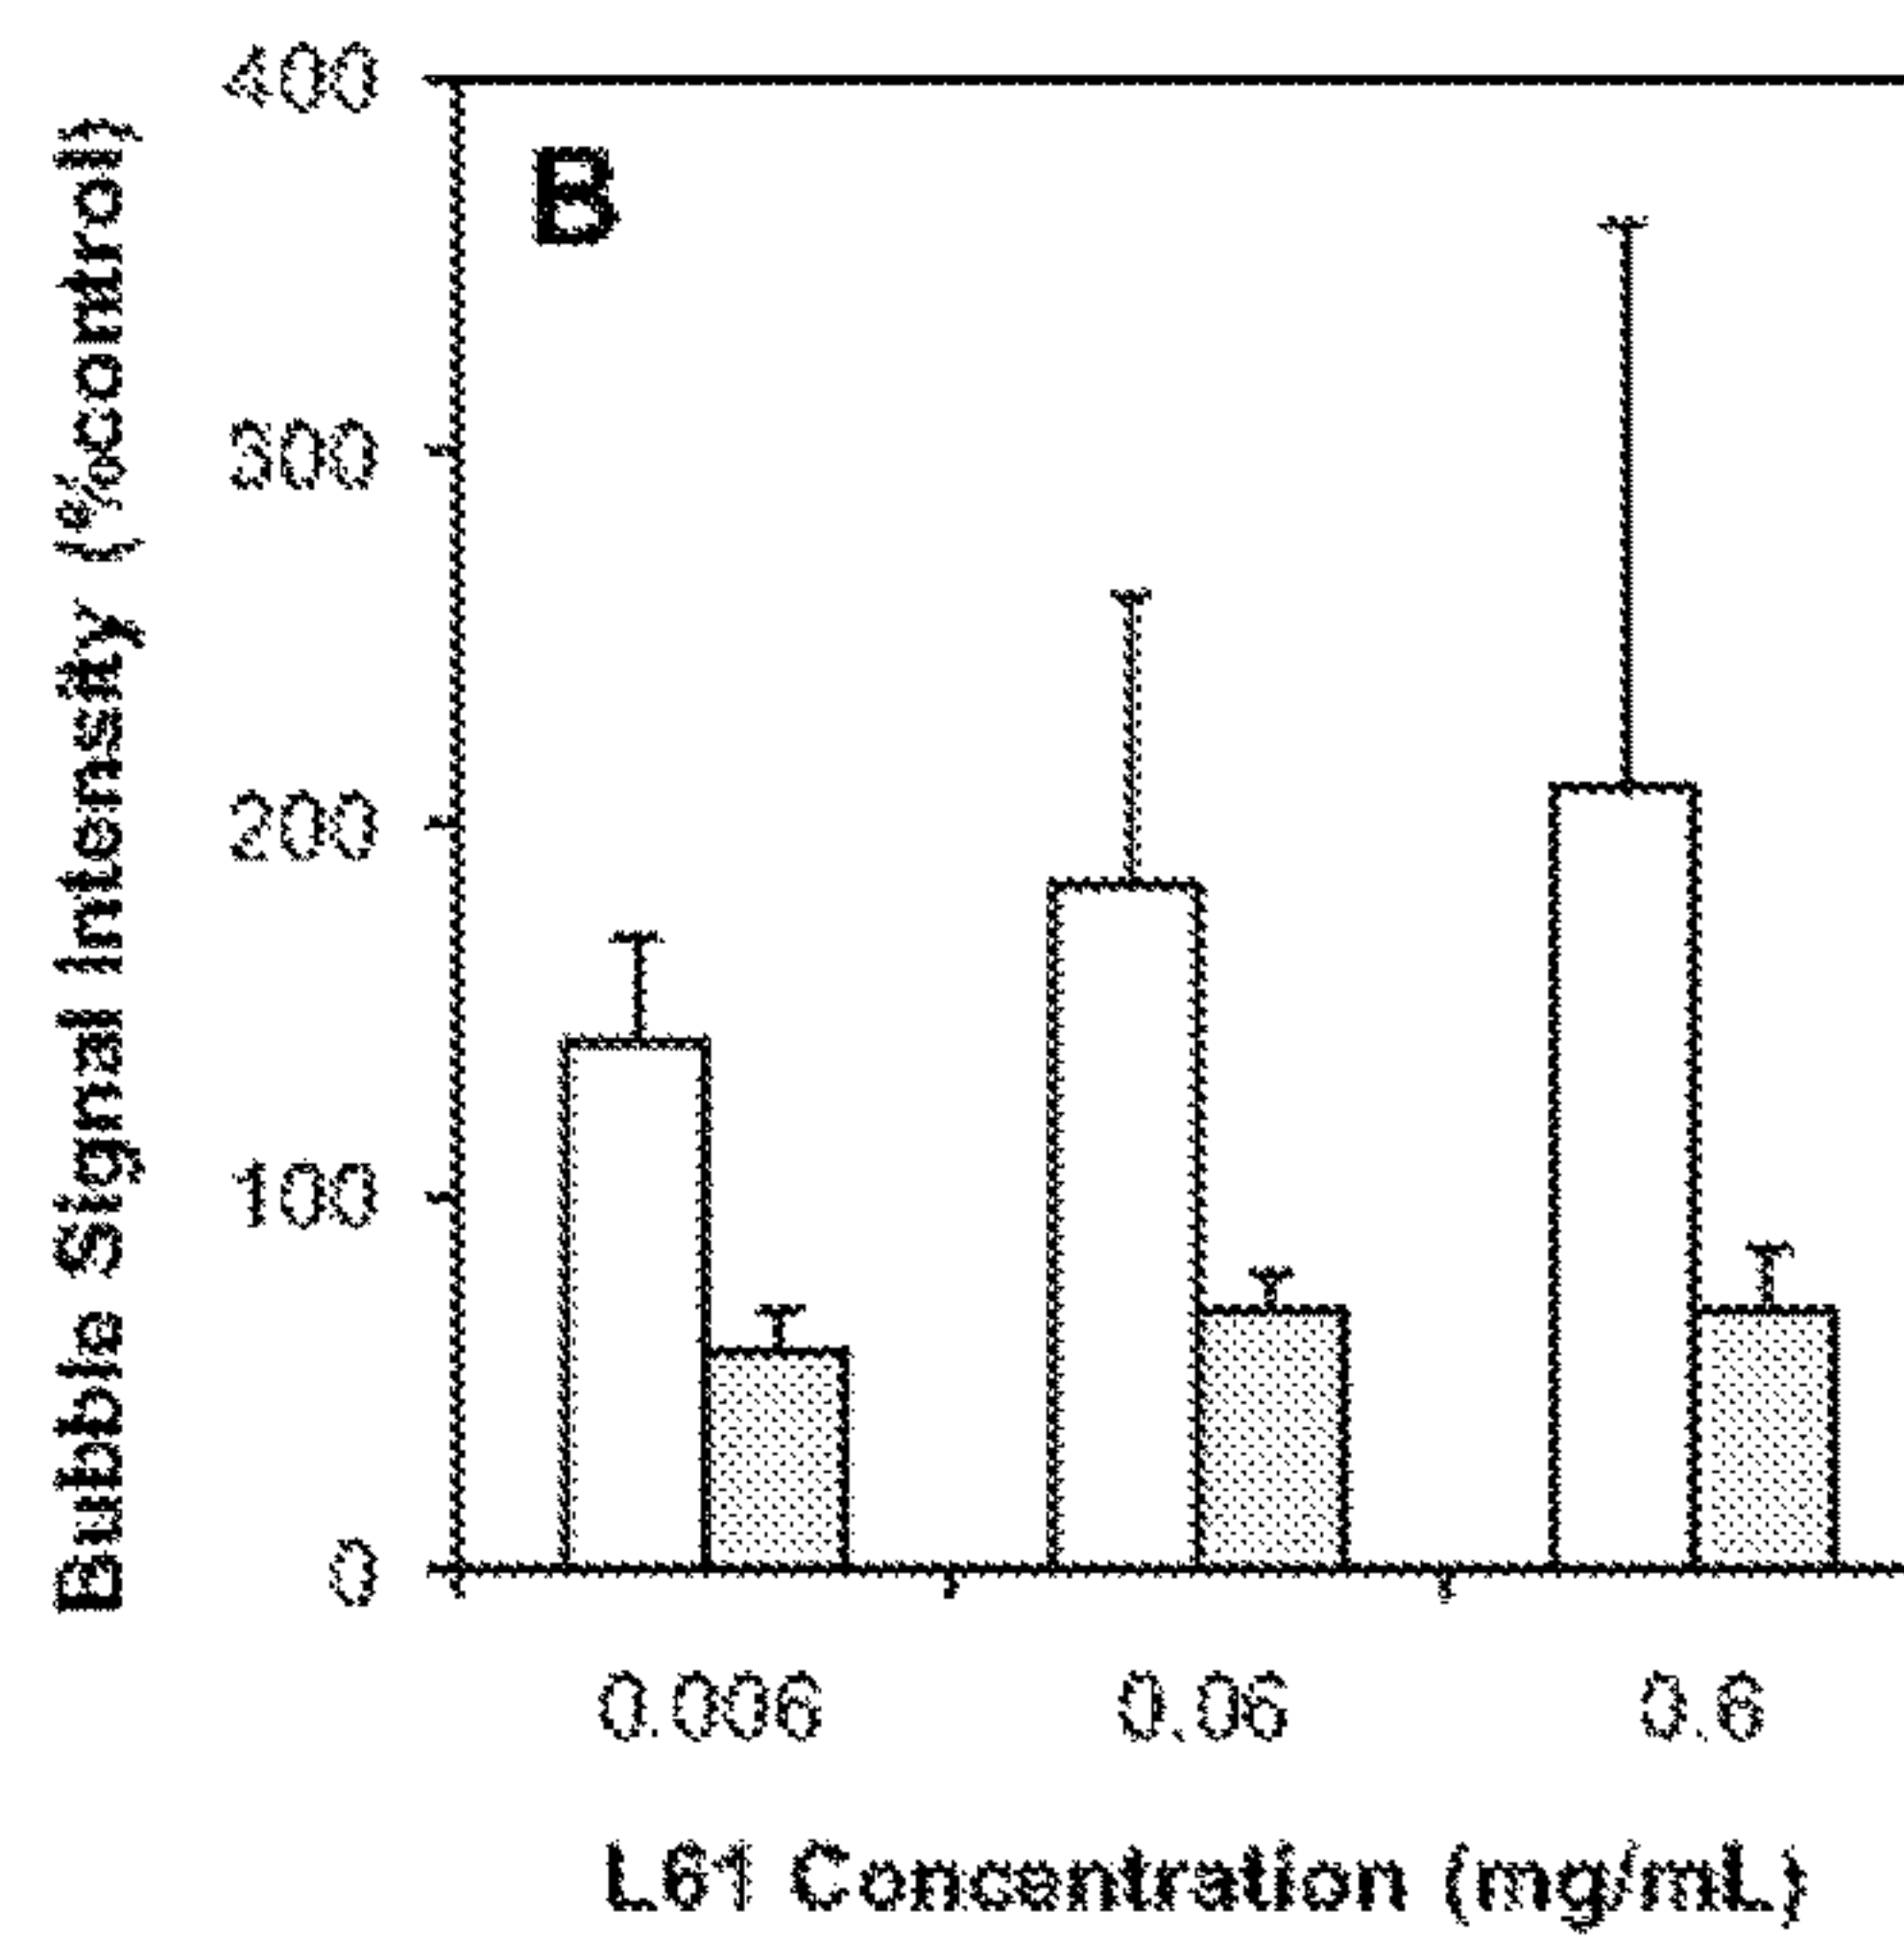 400
B
300
200
100
0
Bubble Signal Intensity (%control)
0.006 0.06 0.6
L61 Concentration (mg/mL)